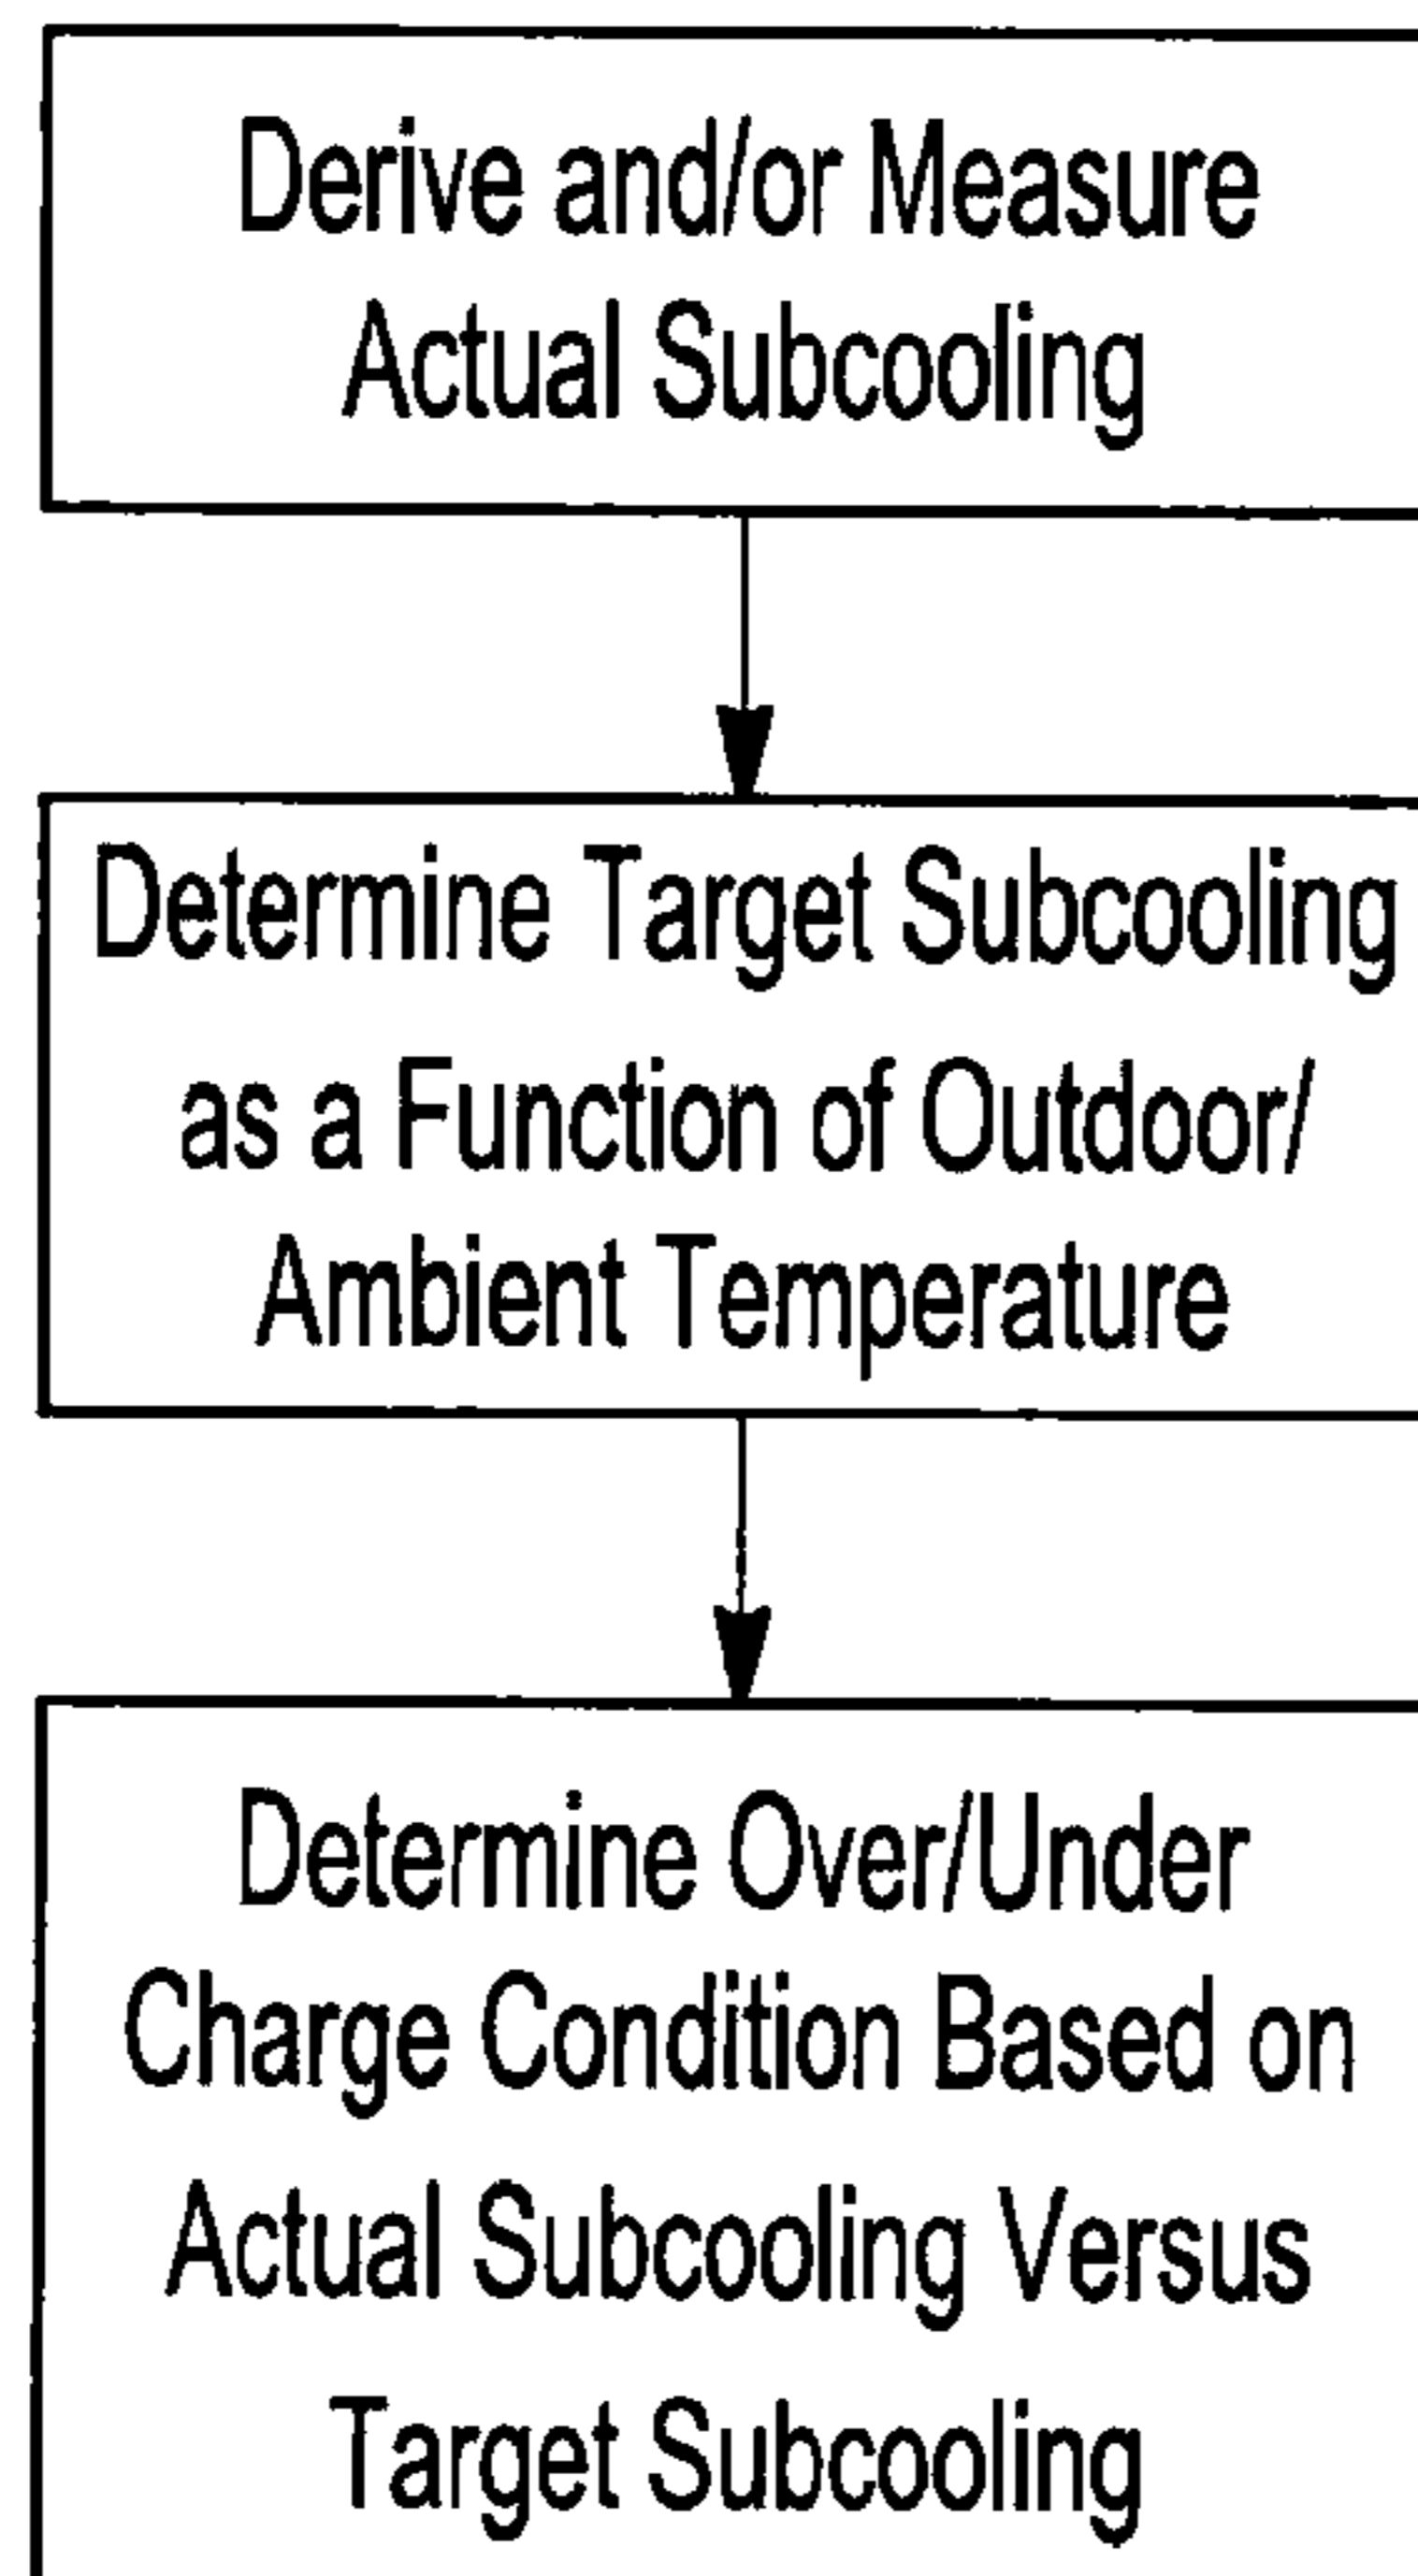 Derive and/or Measure
Actual Subcooling
Determine Target Subcooling
as a Function of Outdoor/
Ambient Temperature
Determine Over/Under
Charge Condition Based on
Actual Subcooling Versus
Target Subcooling